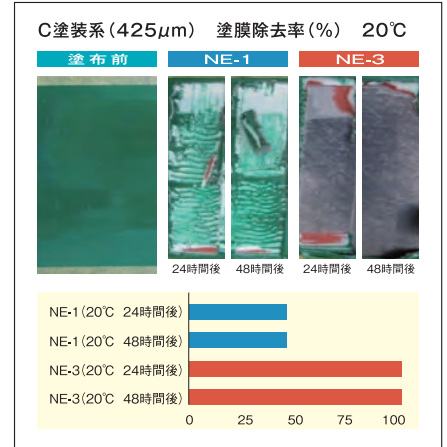 C塗装系(425μm) 塗膜除去率(%) 20℃
塗布前 NE-1 NE-3
24時間後 48時間後 24時間後 48時間後
NE-1(20℃ 24時間後)
NE-1(20℃ 48時間後)
NE-3(20℃ 24時間後)
NE-3(20℃ 48時間後)
0 25 50 75 100